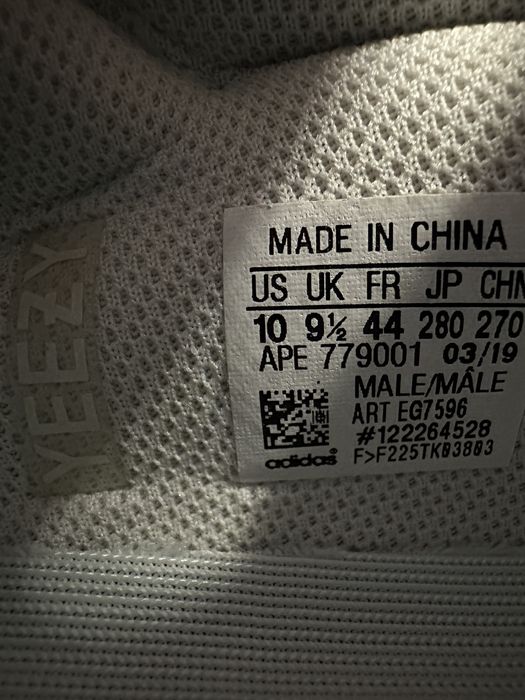 YEEZY
MADE IN CHINA
US UK FR JP CHN
10 9½ 44 280 270
APE 779001 03/19
MALE/MÂLE
ART EG7596
#122264528
adidas® F>F225TK03803